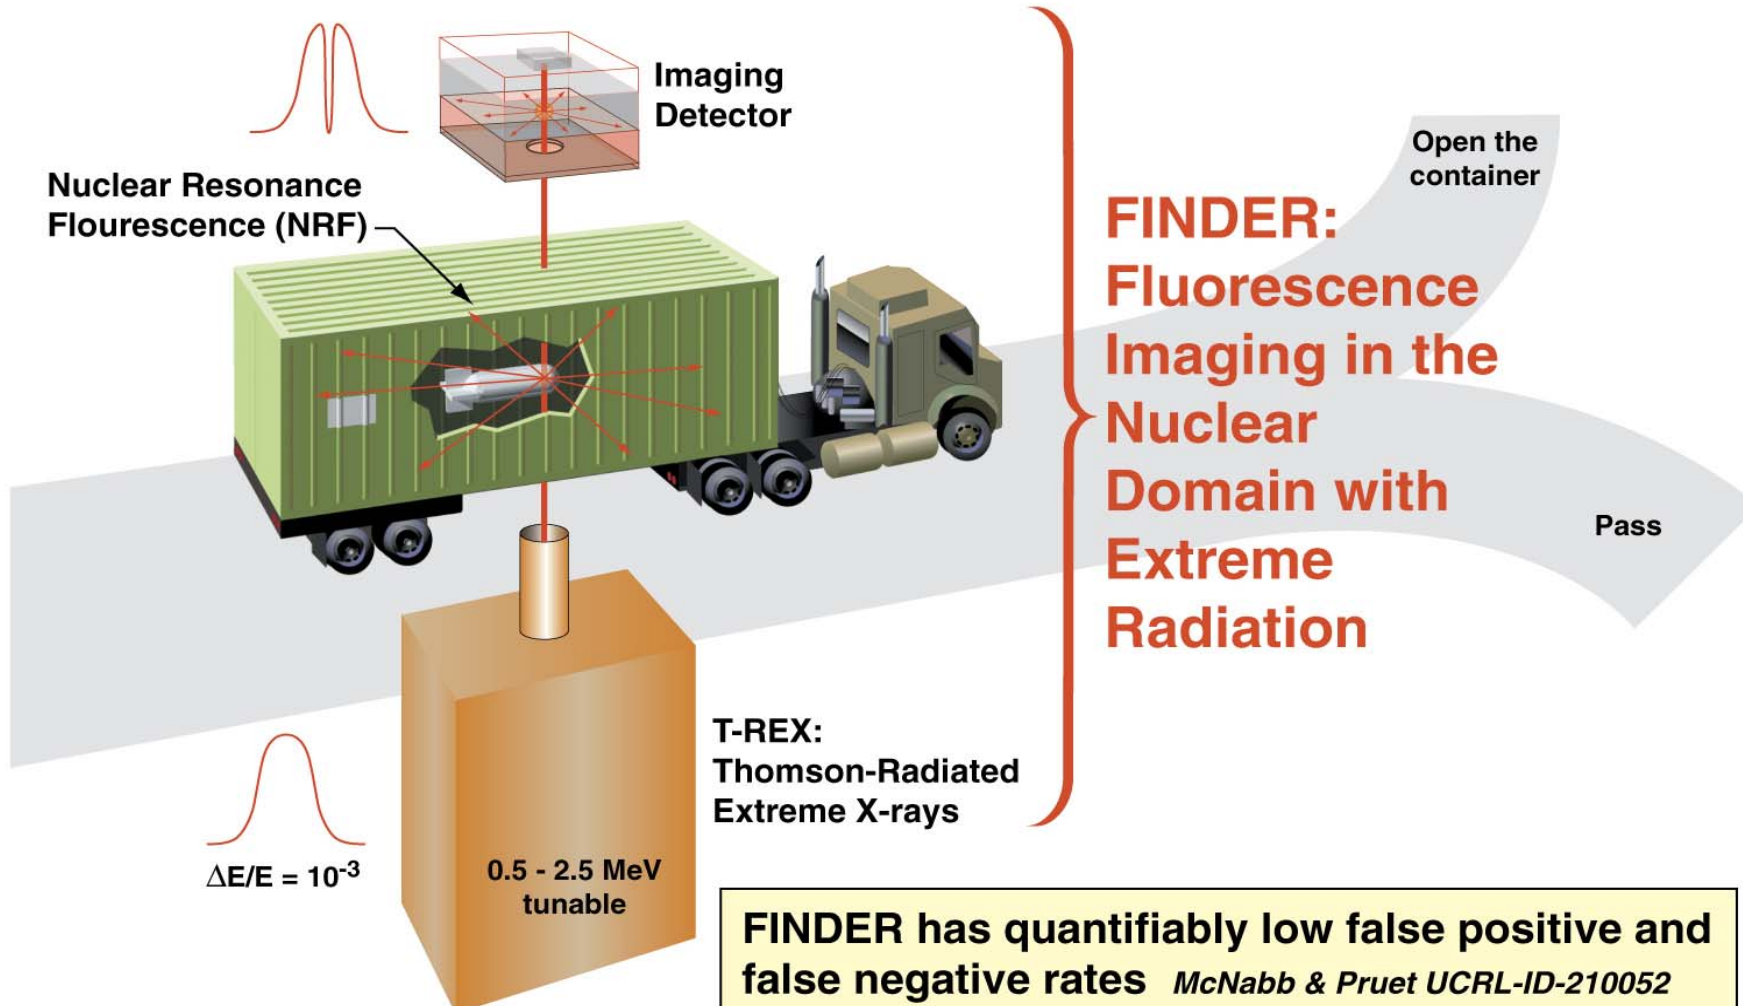 Imaging
Detector
Nuclear Resonance
Flourescence (NRF)
Open the
container
FINDER:
Fluorescence
Imaging in the
Nuclear
Domain with
Extreme
Radiation
Pass
T-REX:
Thomson-Radiated
Extreme X-rays
ΔE/E = 10⁻³
0.5 - 2.5 MeV
tunable
FINDER has quantifiably low false positive and
false negative rates McNabb & Pruet UCRL-ID-210052